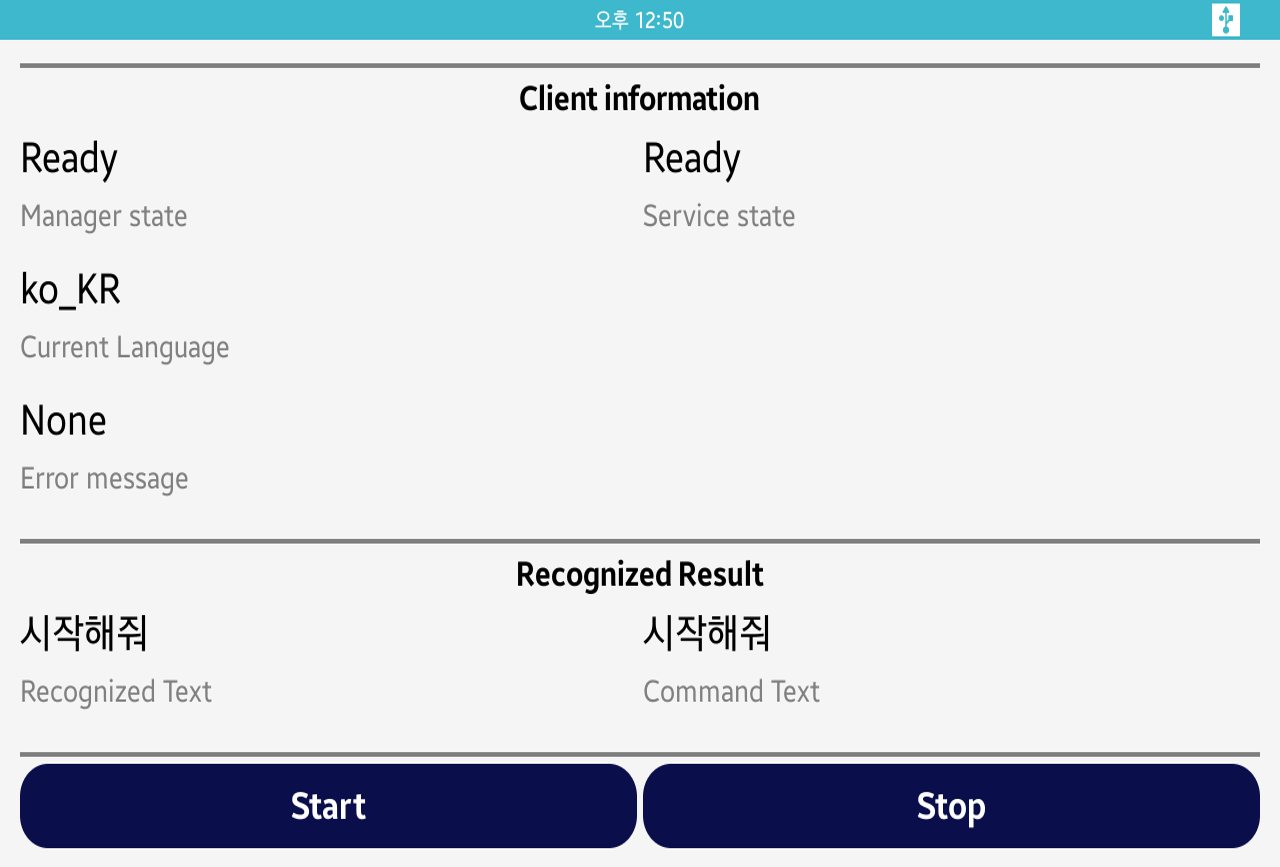 오후 12:50
Client information
Ready Ready
Manager state Service state
ko_KR
Current Language
None
Error message
Recognized Result
시작해줘 시작해줘
Recognized Text Command Text
Start Stop